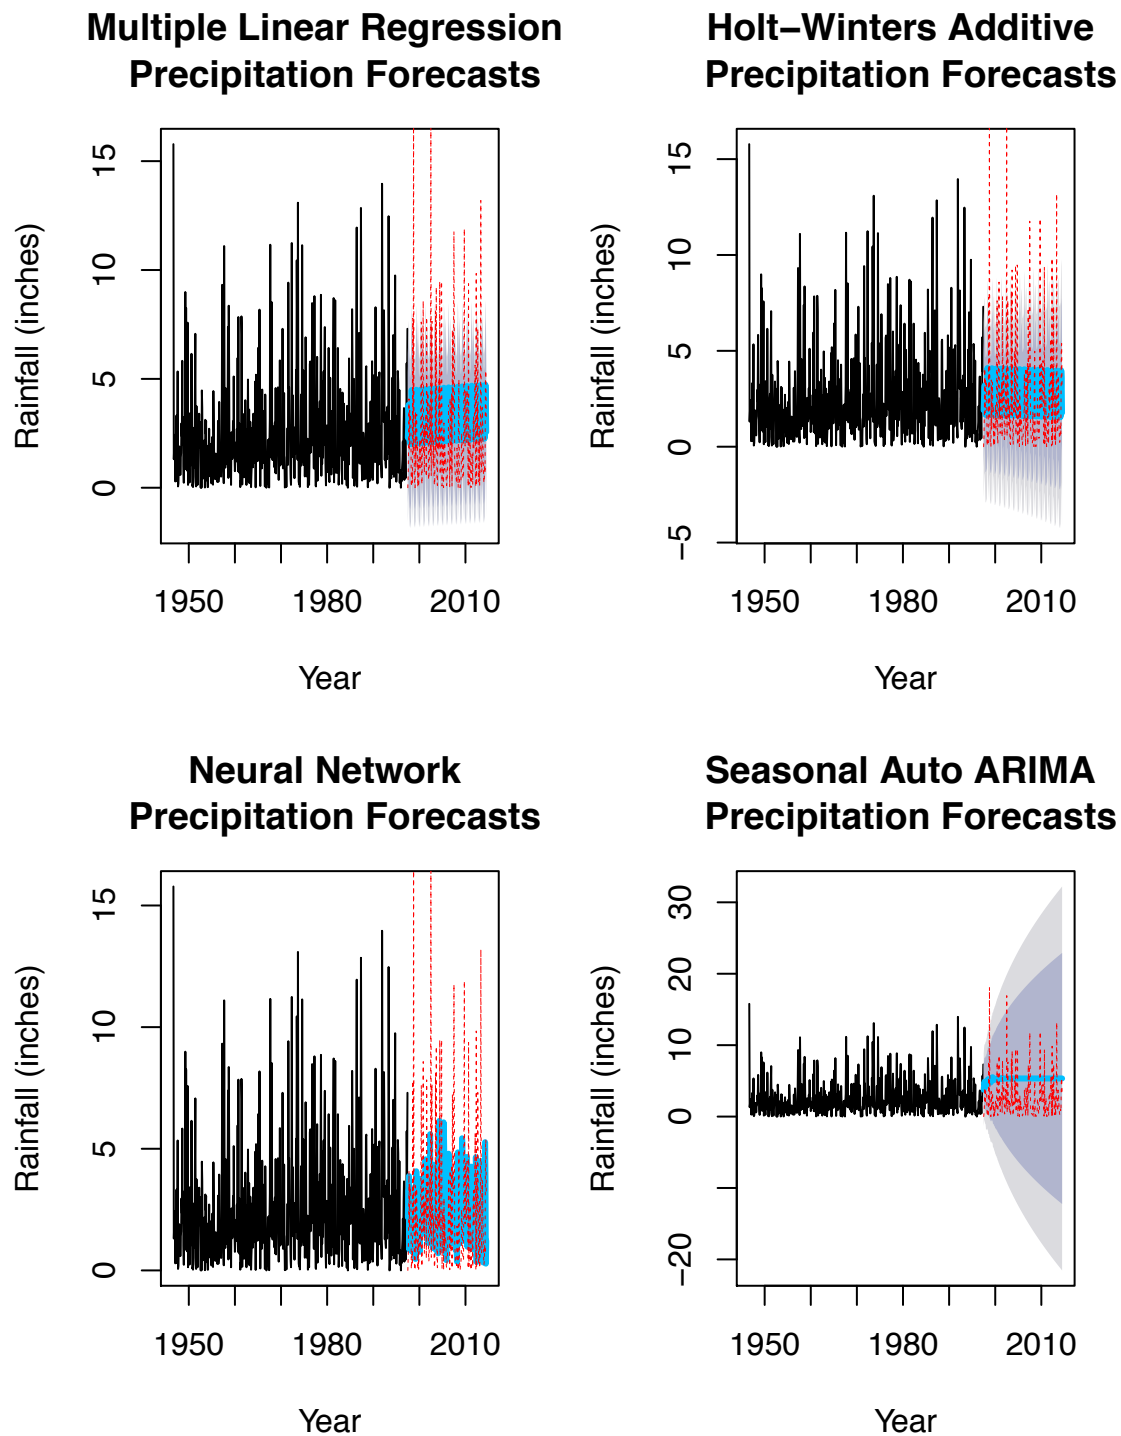 Multiple Linear Regression
Precipitation Forecasts
Rainfall (inches)
15
10
5
0
1950 1980 2010
Year
Holt−Winters Additive
Precipitation Forecasts
Rainfall (inches)
15
10
5
0
−5
1950 1980 2010
Year
Neural Network
Precipitation Forecasts
Rainfall (inches)
15
10
5
0
1950 1980 2010
Year
Seasonal Auto ARIMA
Precipitation Forecasts
Rainfall (inches)
30
20
10
0
−20
1950 1980 2010
Year